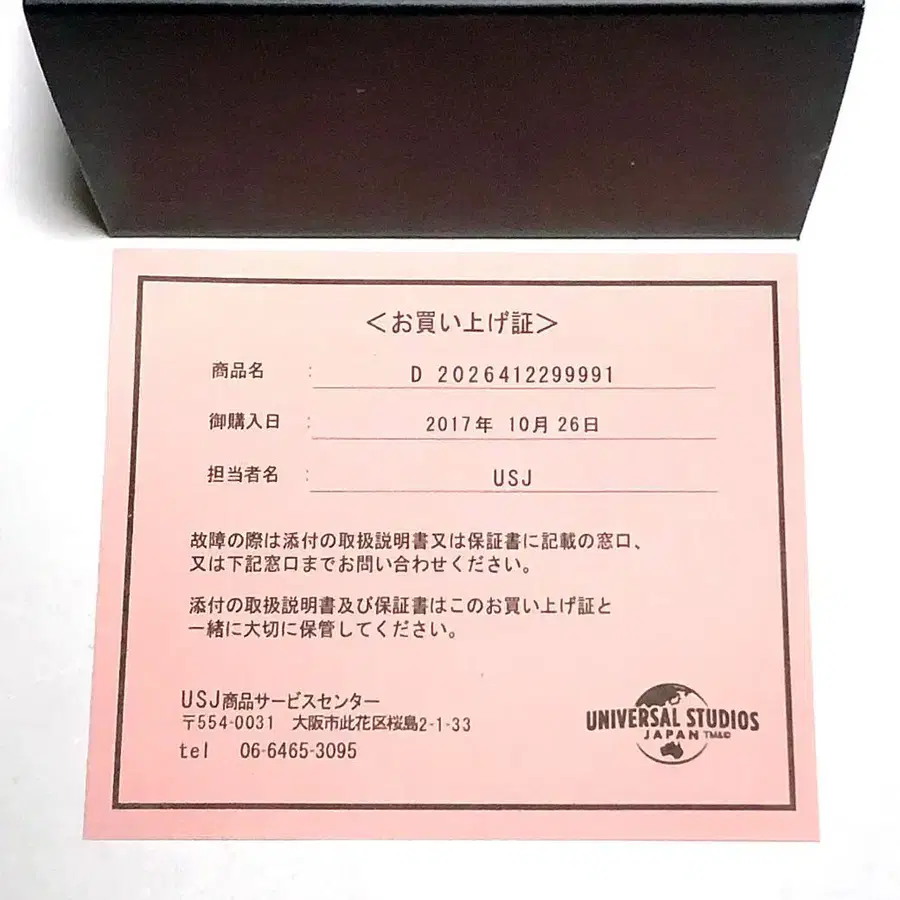 ＜お買い上げ証＞
商品名 : D 2026412299991
御購入日 : 2017年 10月 26日
担当者名 : USJ
故障の際は添付の取扱説明書又は保証書に記載の窓口、
又は下記窓口までお問い合わせください。
添付の取扱説明書及び保証書はこのお買い上げ証と
一緒に大切に保管してください。
USJ商品サービスセンター
〒554-0031 大阪市此花区桜島2-1-33
tel 06-6465-3095
UNIVERSAL STUDIOS
JAPAN TM&©